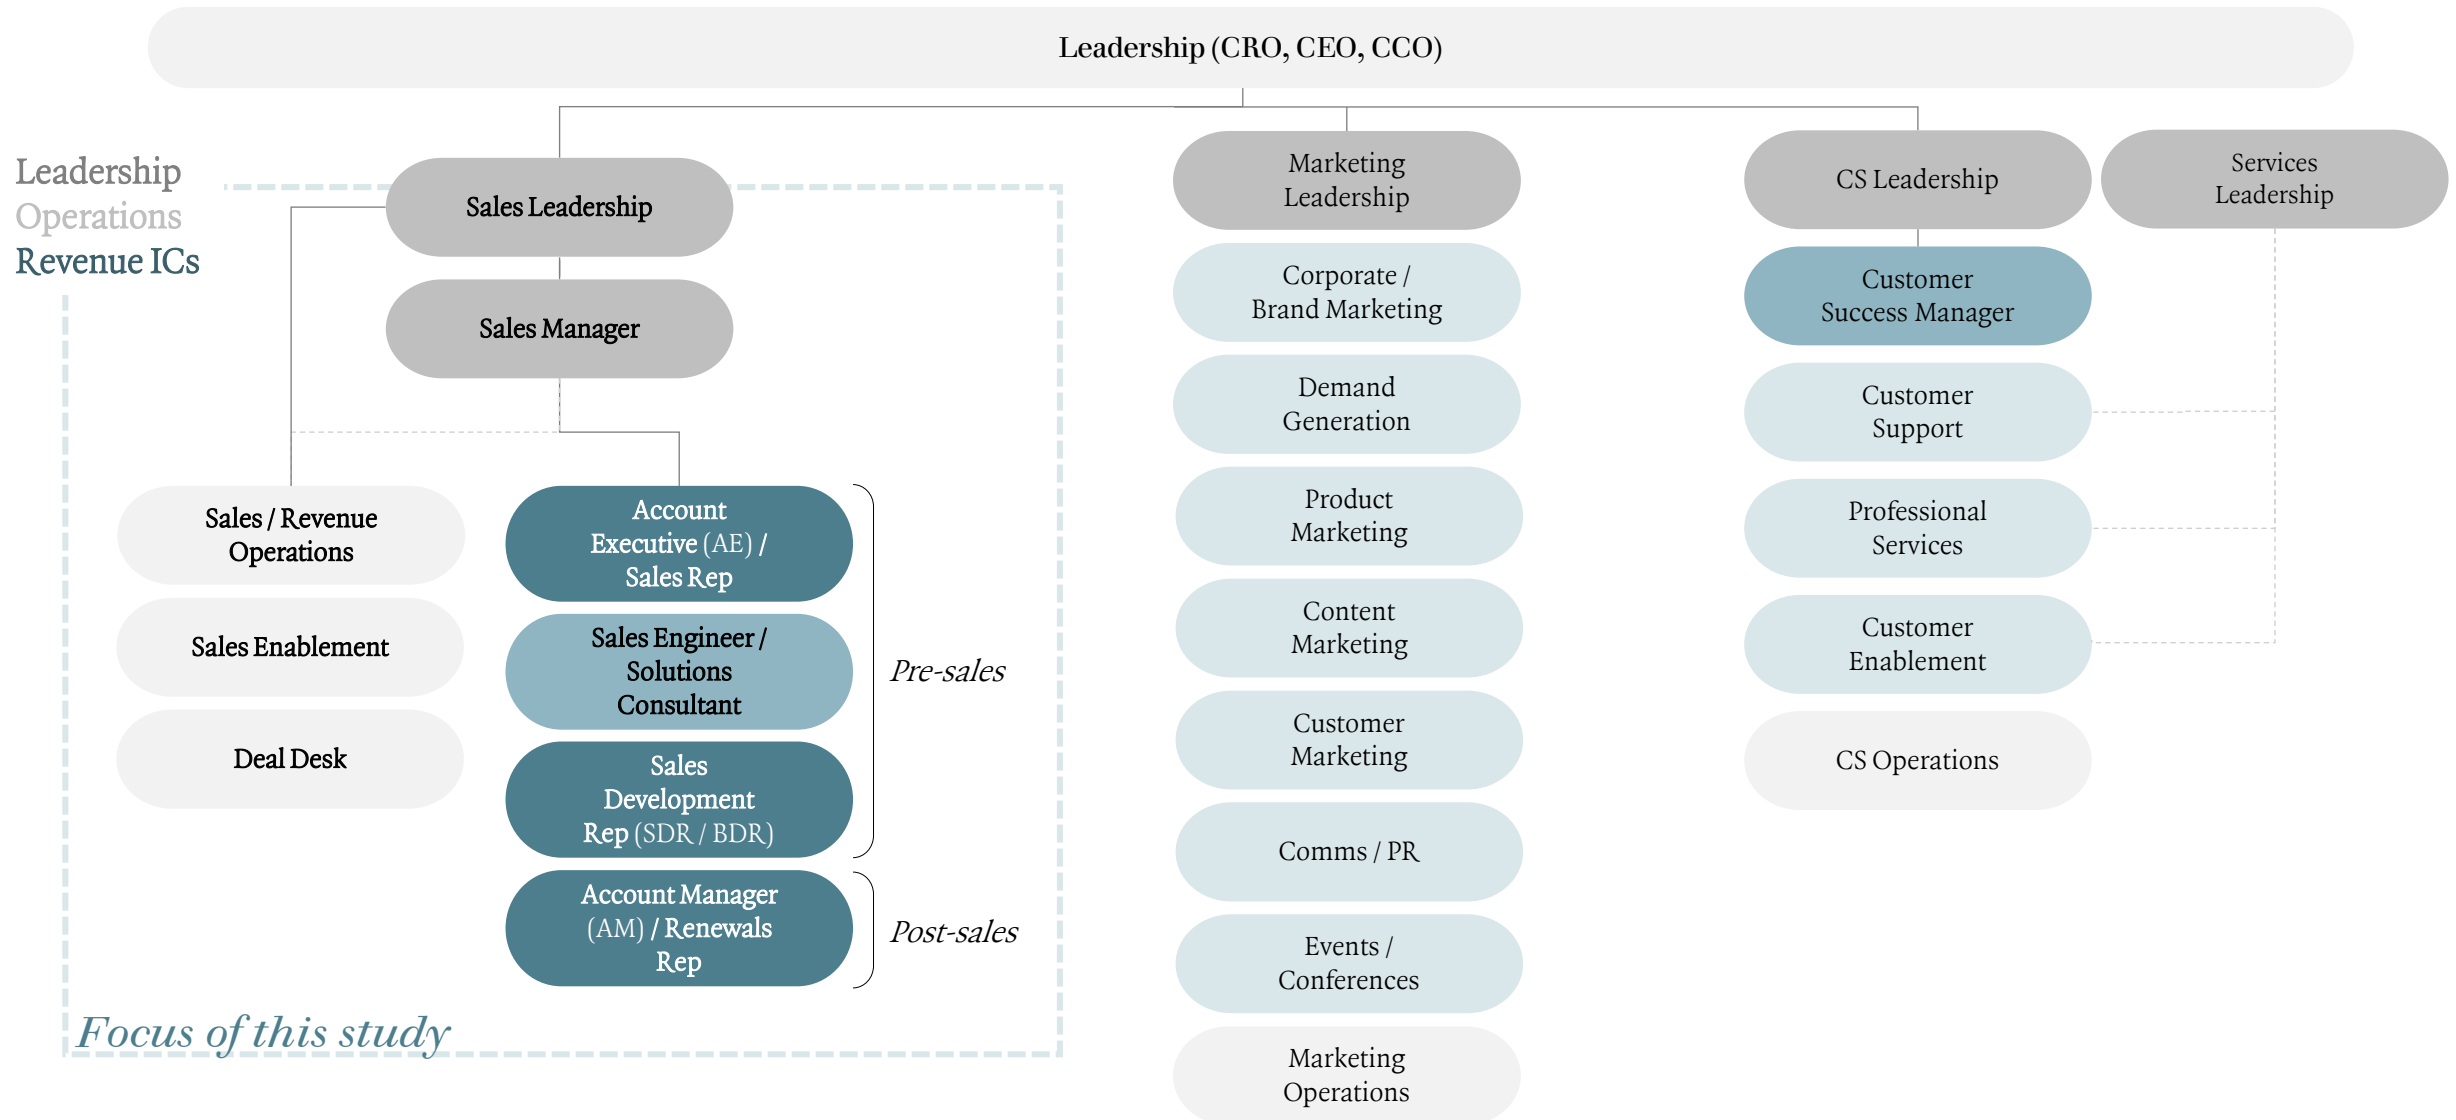 Leadership (CRO, CEO, CCO)
Leadership
Operations
Revenue ICs
Sales Leadership
Sales Manager
Sales / Revenue
Operations
Sales Enablement
Deal Desk
Account
Executive (AE) /
Sales Rep
Sales Engineer /
Solutions
Consultant
Sales
Development
Rep (SDR / BDR)
Pre-sales
Account Manager
(AM) / Renewals
Rep
Post-sales
Focus of this study
Marketing
Leadership
Corporate /
Brand Marketing
Demand
Generation
Product
Marketing
Content
Marketing
Customer
Marketing
Comms / PR
Events /
Conferences
Marketing
Operations
CS Leadership
Customer
Success Manager
Customer
Support
Professional
Services
Customer
Enablement
CS Operations
Services
Leadership